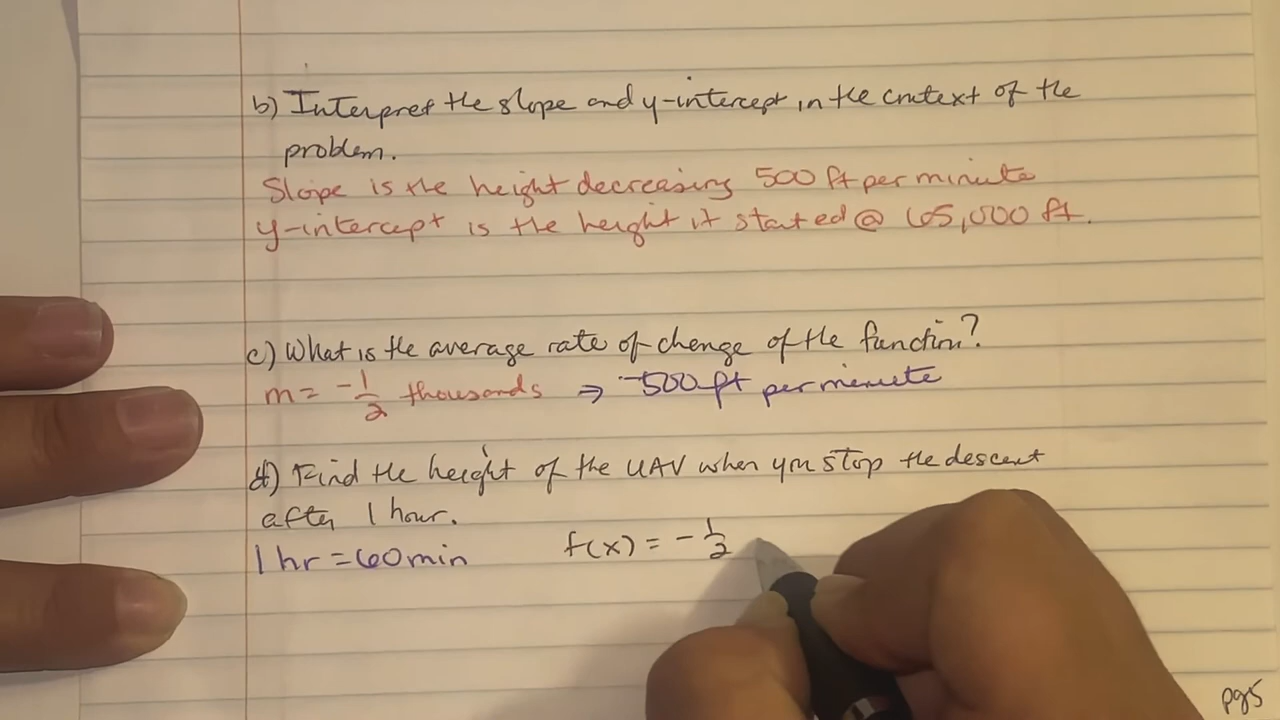 b) Interpret the slope and y-intercept in the context of the
problem.
Slope is the height decreasing 500 ft per minute
y-intercept is the height it started @ 65,000 ft.
c) What is the average rate of change of the function?
m = -1/2 thousands ⇒ -500 ft per minute
d) Find the height of the UAV when you stop the descent
after 1 hour.
1 hr = 60 min f(x) = -1/2
pg5